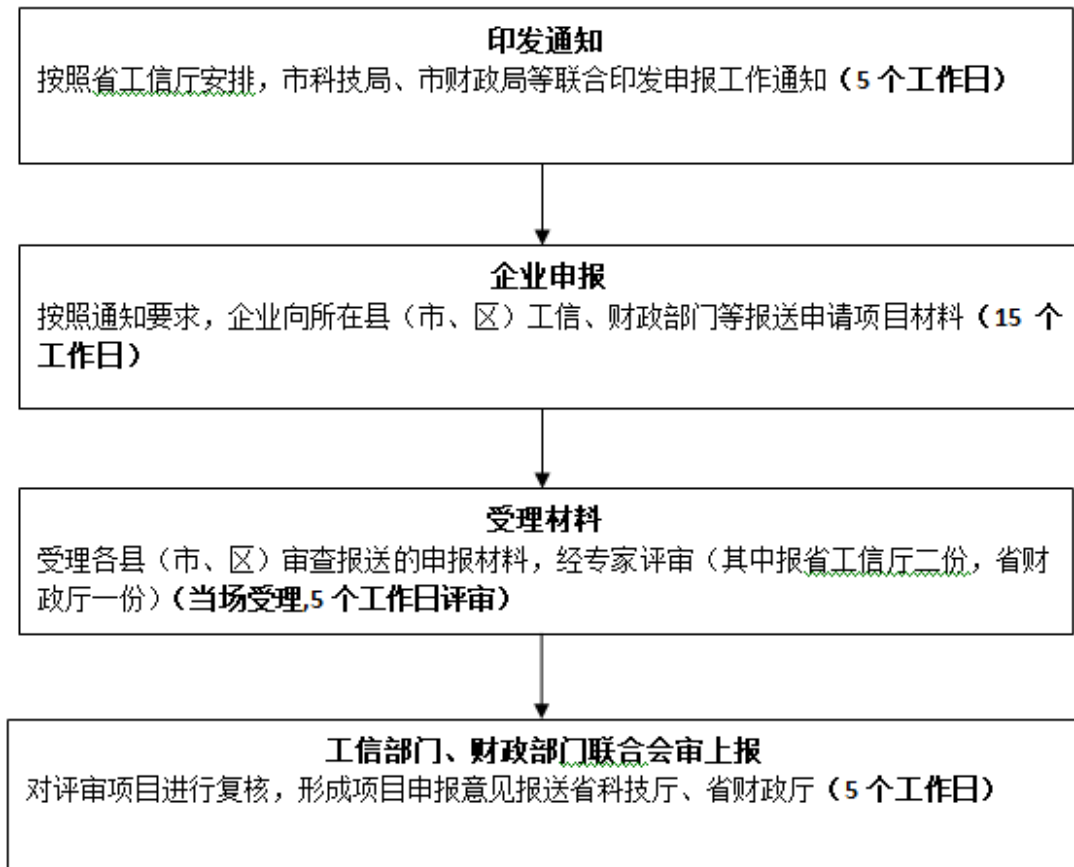 印发通知
按照省工信厅安排，市科技局、市财政局等联合印发申报工作通知（5 个工作日）
企业申报
按照通知要求，企业向所在县（市、区）工信、财政部门等报送申请项目材料（15 个
工作日）
受理材料
受理各县（市、区）审查报送的申报材料，经专家评审（其中报省工信厅二份，省财
政厅一份）（当场受理,5 个工作日评审）
工信部门、财政部门联合会审上报
对评审项目进行复核，形成项目申报意见报送省科技厅、省财政厅（5 个工作日）